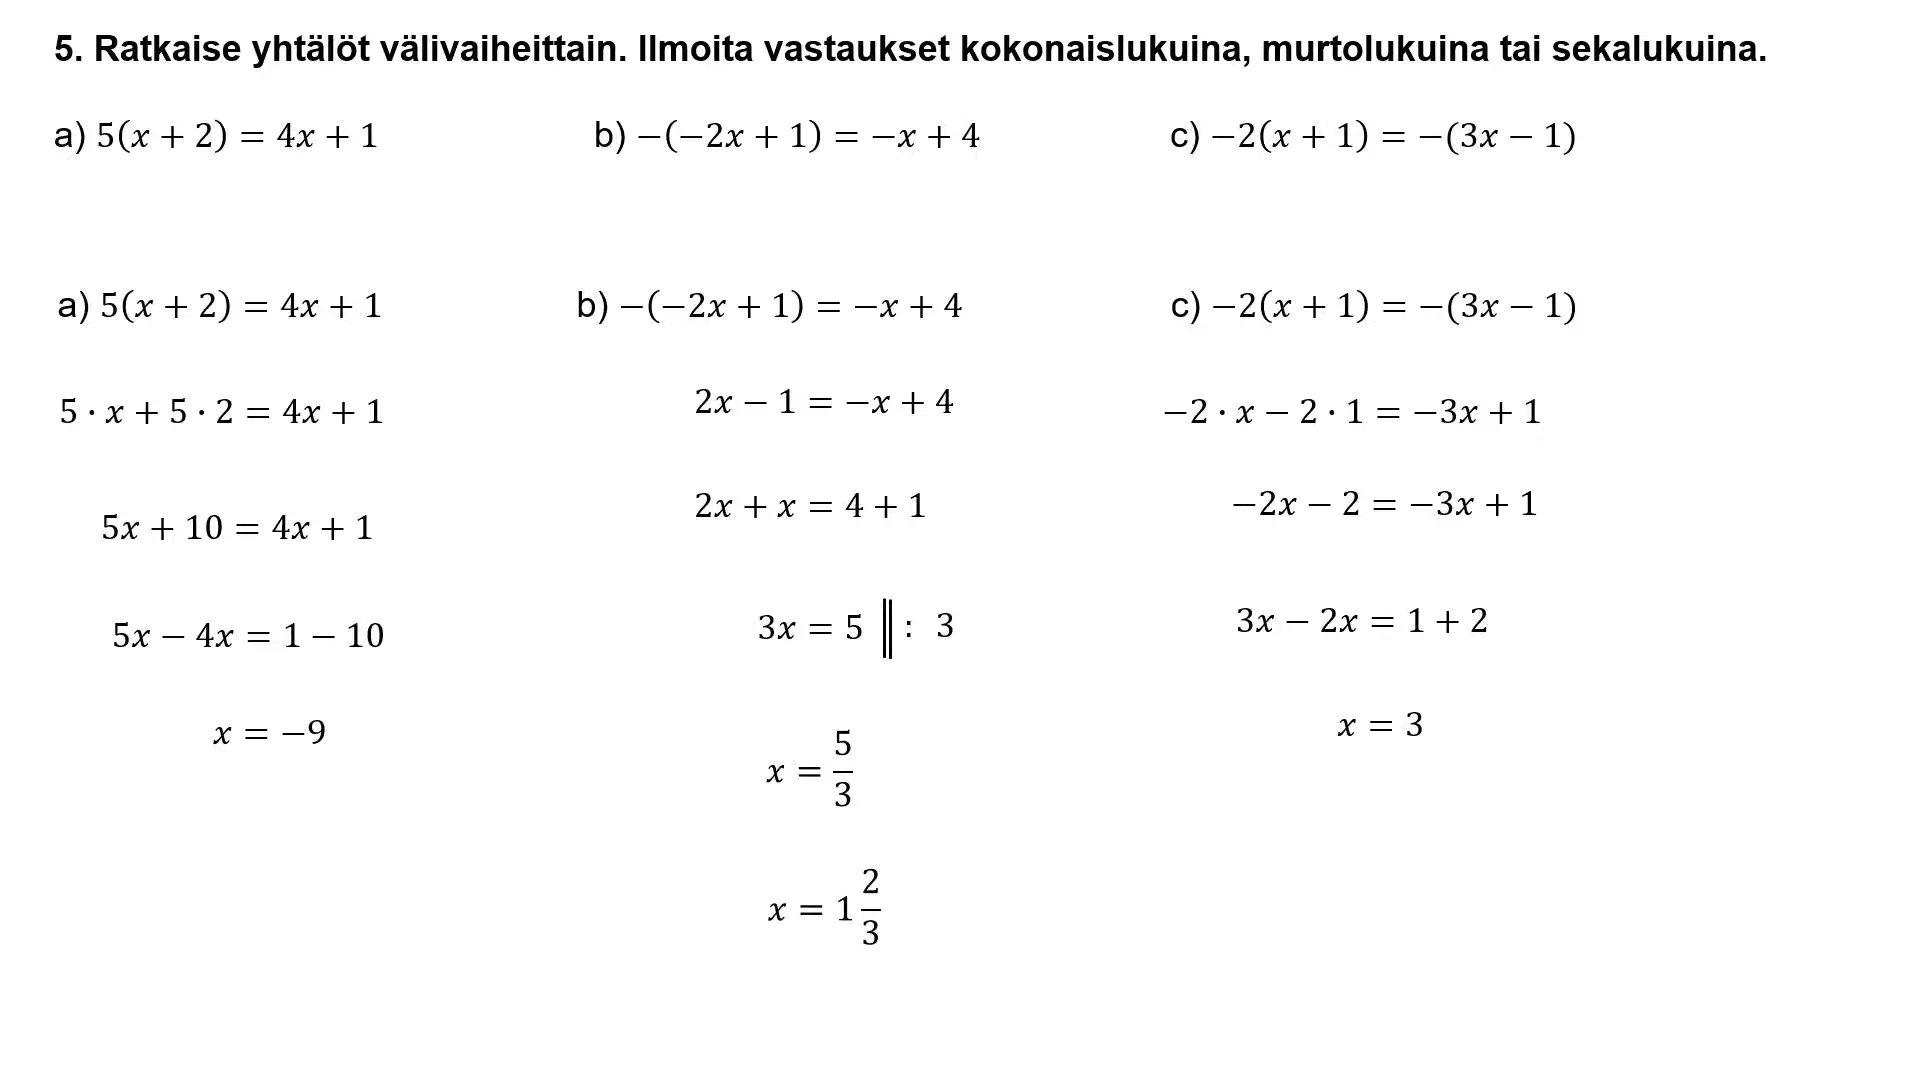 5. Ratkaise yhtälöt välivaiheittain. Ilmoita vastaukset kokonaislukuina, murtolukuina tai sekalukuina.
a) 5(x + 2) = 4x + 1
b) −(−2x + 1) = −x + 4
c) −2(x + 1) = −(3x − 1)
a) 5(x + 2) = 4x + 1
5 · x + 5 · 2 = 4x + 1
5x + 10 = 4x + 1
5x − 4x = 1 − 10
x = −9
b) −(−2x + 1) = −x + 4
2x − 1 = −x + 4
2x + x = 4 + 1
3x = 5 ‖ : 3
x = 5/3
x = 1 2/3
c) −2(x + 1) = −(3x − 1)
−2 · x − 2 · 1 = −3x + 1
−2x − 2 = −3x + 1
3x − 2x = 1 + 2
x = 3